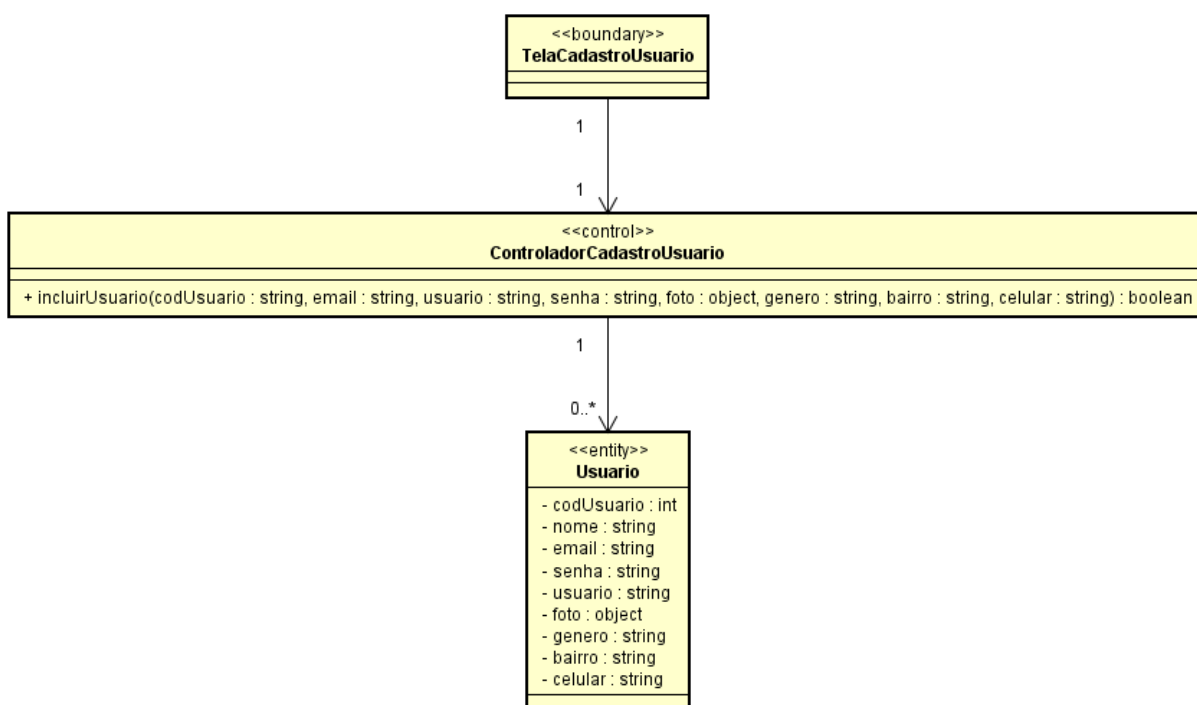 <<boundary>>
TelaCadastroUsuario
1
1
<<control>>
ControladorCadastroUsuario
+ incluirUsuario(codUsuario : string, email : string, usuario : string, senha : string, foto : object, genero : string, bairro : string, celular : string) : boolean
1
0..*
<<entity>>
Usuario
- codUsuario : int
- nome : string
- email : string
- senha : string
- usuario : string
- foto : object
- genero : string
- bairro : string
- celular : string